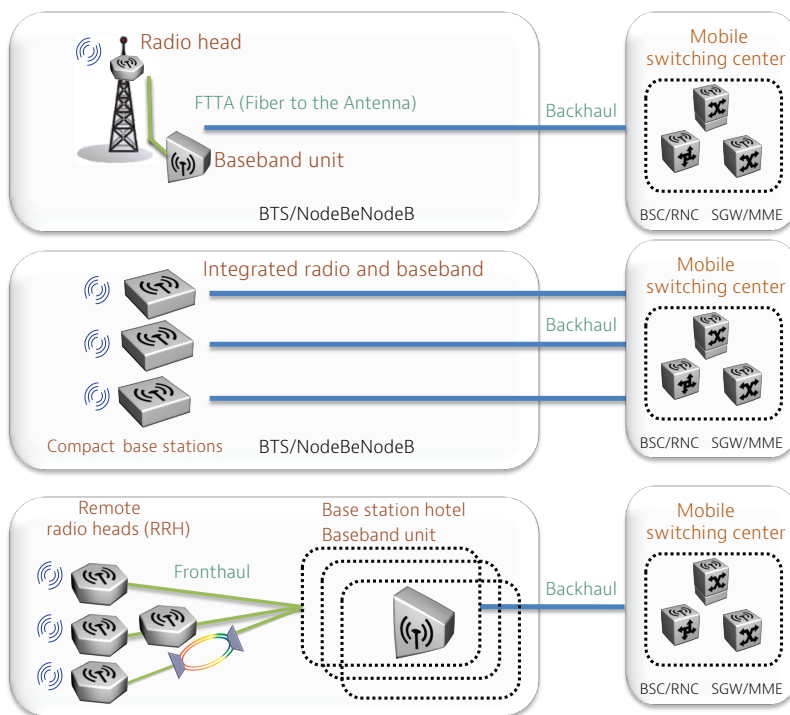 Radio head
FTTA (Fiber to the Antenna)
Baseband unit
BTS/NodeBeNodeB
Backhaul
Mobile
switching center
BSC/RNC SGW/MME
Integrated radio and baseband
Compact base stations
BTS/NodeBeNodeB
Backhaul
Mobile
switching center
BSC/RNC SGW/MME
Remote
radio heads (RRH)
Fronthaul
Base station hotel
Baseband unit
Backhaul
Mobile
switching center
BSC/RNC SGW/MME